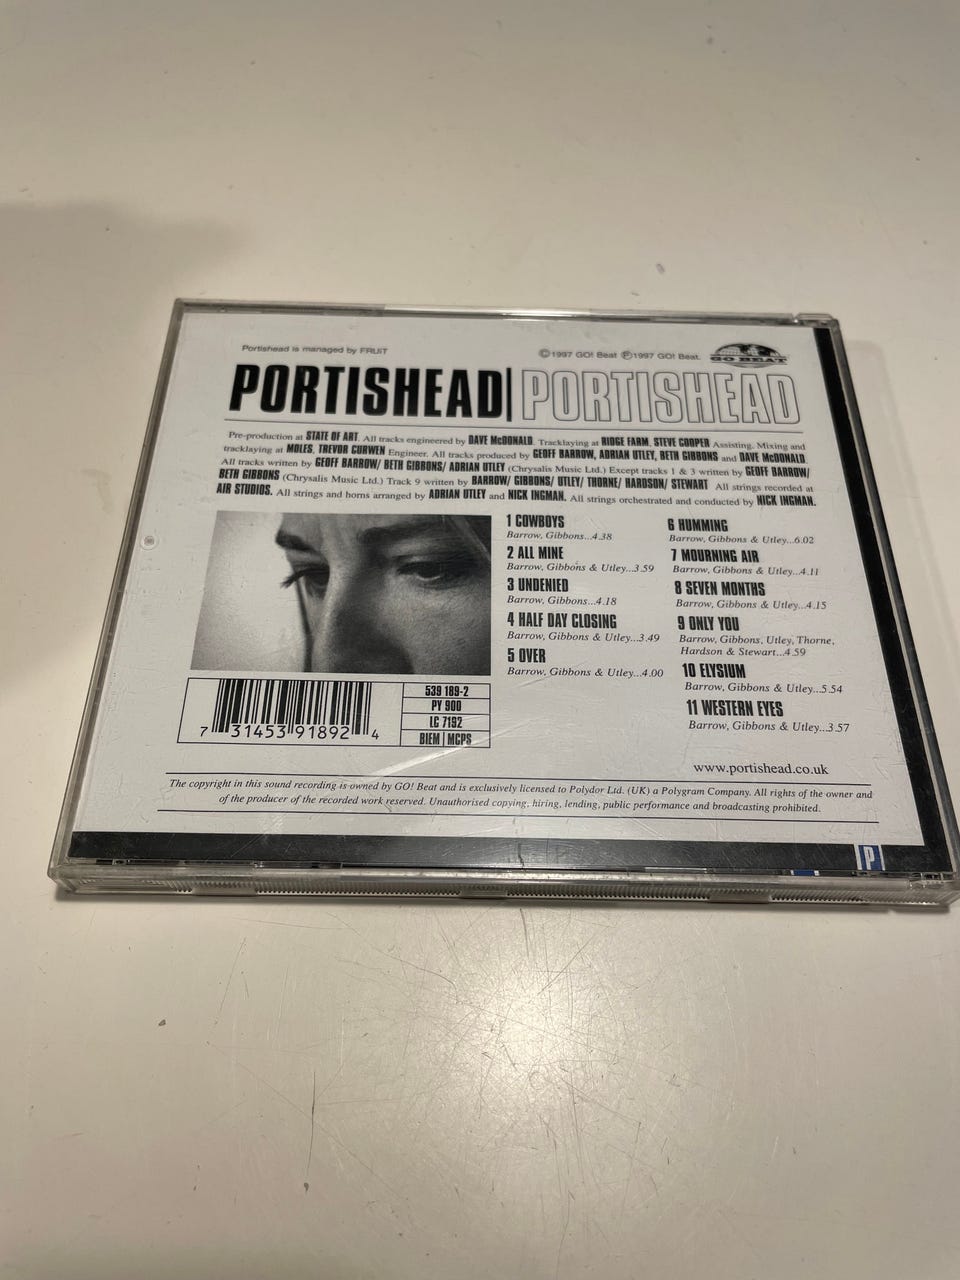 Portishead is managed by FRUIT
©1997 GO! Beat ℗1997 GO! Beat.
GO BEAT
PORTISHEAD|PORTISHEAD
Pre-production at STATE OF ART. All tracks engineered by DAVE McDONALD. Tracklaying at RIDGE FARM, STEVE COOPER Assisting. Mixing and
tracklaying at MOLES, TREVOR CURWEN Engineer. All tracks produced by GEOFF BARROW, ADRIAN UTLEY, BETH GIBBONS and DAVE McDONALD.
All tracks written by GEOFF BARROW/ BETH GIBBONS/ ADRIAN UTLEY (Chrysalis Music Ltd.) Except tracks 1 & 3 written by GEOFF BARROW/
BETH GIBBONS (Chrysalis Music Ltd.) Track 9 written by BARROW/ GIBBONS/ UTLEY/ THORNE/ HARDSON/ STEWART All strings recorded at
AIR STUDIOS. All strings and horns arranged by ADRIAN UTLEY and NICK INGMAN. All strings orchestrated and conducted by NICK INGMAN.
1 COWBOYS
Barrow, Gibbons...4.38
2 ALL MINE
Barrow, Gibbons & Utley...3.59
3 UNDENIED
Barrow, Gibbons...4.18
4 HALF DAY CLOSING
Barrow, Gibbons & Utley...3.49
5 OVER
Barrow, Gibbons & Utley...4.00
6 HUMMING
Barrow, Gibbons & Utley...6.02
7 MOURNING AIR
Barrow, Gibbons & Utley...4.11
8 SEVEN MONTHS
Barrow, Gibbons & Utley...4.15
9 ONLY YOU
Barrow, Gibbons, Utley, Thorne,
Hardson & Stewart...4.59
10 ELYSIUM
Barrow, Gibbons & Utley...5.54
11 WESTERN EYES
Barrow, Gibbons & Utley...3.57
7 31453 91892 4
539 189-2
PY 900
LC 7192
BIEM | MCPS
www.portishead.co.uk
The copyright in this sound recording is owned by GO! Beat and is exclusively licensed to Polydor Ltd. (UK) a Polygram Company. All rights of the owner and
of the producer of the recorded work reserved. Unauthorised copying, hiring, lending, public performance and broadcasting prohibited.
P